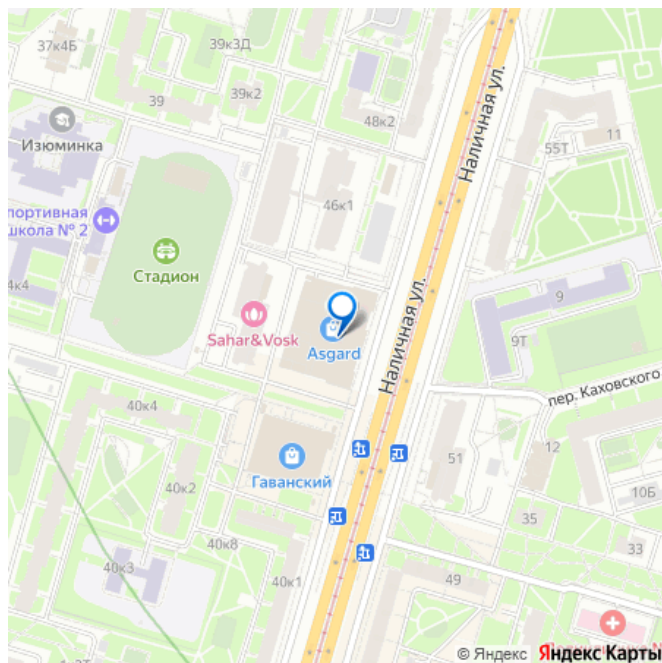 37к4Б
39к3Д
39
39к2
Изюминка
48к2
Наличная ул.
55Т
11
46к1
портивная
школа № 2
Стадион
4к4
Sahar&Vosk
Asgard
Наличная ул.
9
9Т
пер. Каховского
40к4
Гаванский
51
12
40к2
10Б
35
40к8
33
40к3
40к1
49
© Яндекс Яндекс Карты